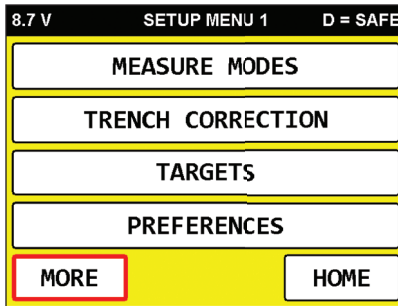 8.7 V SETUP MENU 1 D = SAFE
MEASURE MODES
TRENCH CORRECTION
TARGETS
PREFERENCES
MORE HOME